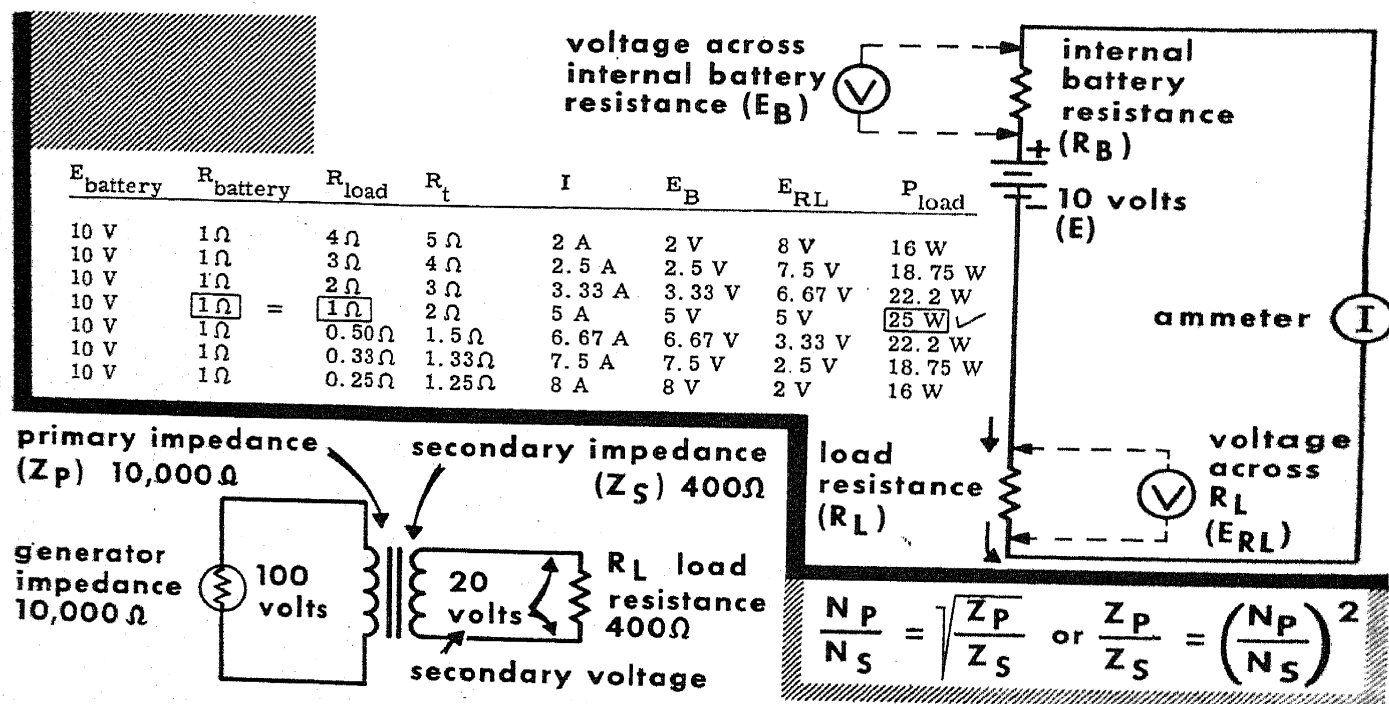 voltage across
internal battery
resistance (E_B)
V
internal
battery
resistance
(R_B)
+
−
10 volts
(E)
ammeter
I
E_battery R_battery R_load R_t I E_B E_RL P_load
10 V 1Ω 4Ω 5Ω 2 A 2 V 8 V 16 W
10 V 1Ω 3Ω 4Ω 2.5 A 2.5 V 7.5 V 18.75 W
10 V 1Ω 2Ω 3Ω 3.33 A 3.33 V 6.67 V 22.2 W
10 V 1Ω = 1Ω 2Ω 5 A 5 V 5 V 25 W ✓
10 V 1Ω 0.50Ω 1.5Ω 6.67 A 6.67 V 3.33 V 22.2 W
10 V 1Ω 0.33Ω 1.33Ω 7.5 A 7.5 V 2.5 V 18.75 W
10 V 1Ω 0.25Ω 1.25Ω 8 A 8 V 2 V 16 W
load
resistance
(R_L)
V
voltage
across
R_L
(E_RL)
primary impedance
(Z_P) 10,000Ω
secondary impedance
(Z_S) 400Ω
generator
impedance
10,000Ω
100
volts
20
volts
R_L load
resistance
400Ω
secondary voltage
N_P/N_S = √(Z_P/Z_S) or Z_P/Z_S = (N_P/N_S)²